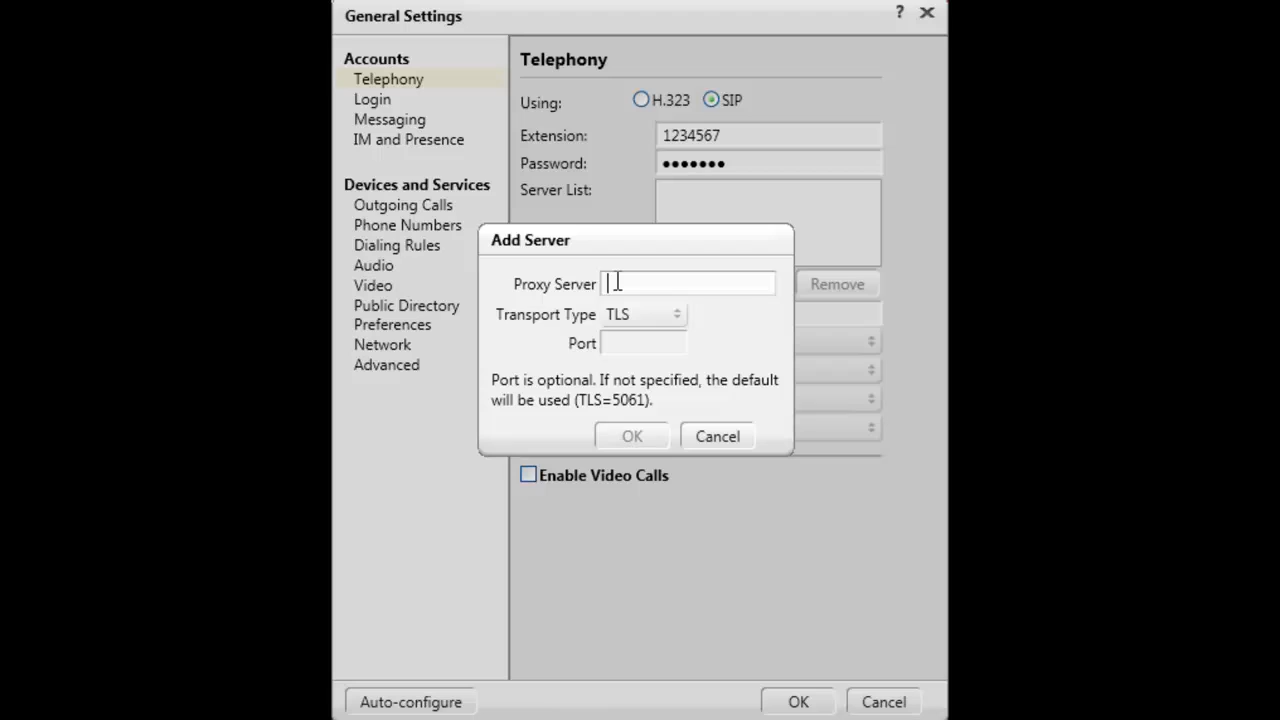 General Settings
?
Accounts
Telephony
Login
Messaging
IM and Presence
Devices and Services
Outgoing Calls
Phone Numbers
Dialing Rules
Audio
Video
Public Directory
Preferences
Network
Advanced
Telephony
Using: H.323 SIP
Extension: 1234567
Password: •••••••
Server List:
Remove
Add Server
Proxy Server
Transport Type TLS
Port
Port is optional. If not specified, the default
will be used (TLS=5061).
OK Cancel
Enable Video Calls
Auto-configure OK Cancel